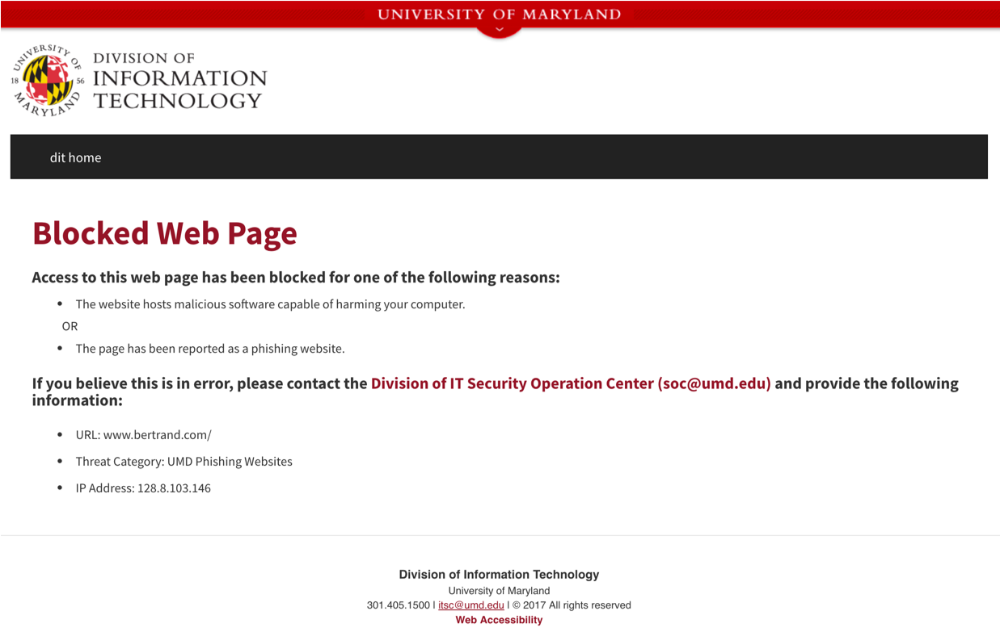 UNIVERSITY OF MARYLAND
UNIVERSITY OF
18 56
MARYLAND
DIVISION OF
INFORMATION
TECHNOLOGY
dit home
Blocked Web Page
Access to this web page has been blocked for one of the following reasons:
• The website hosts malicious software capable of harming your computer.
OR
• The page has been reported as a phishing website.
If you believe this is in error, please contact the Division of IT Security Operation Center (soc@umd.edu) and provide the following
information:
• URL: www.bertrand.com/
• Threat Category: UMD Phishing Websites
• IP Address: 128.8.103.146
Division of Information Technology
University of Maryland
301.405.1500 | itsc@umd.edu | © 2017 All rights reserved
Web Accessibility